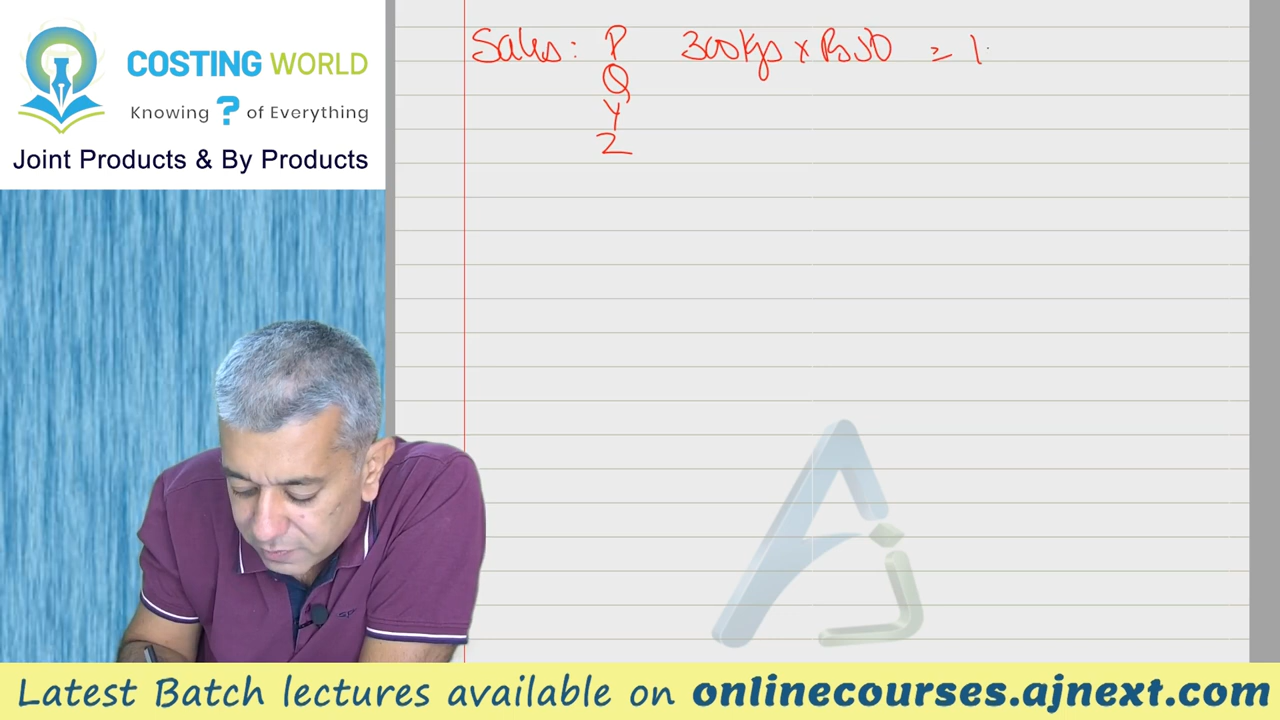 COSTING WORLD
Knowing ? of Everything
Joint Products & By Products
Sales: P 300kgs x Rs50 = 1
Q
Y
Z
AJ
Latest Batch lectures available on onlinecourses.ajnext.com